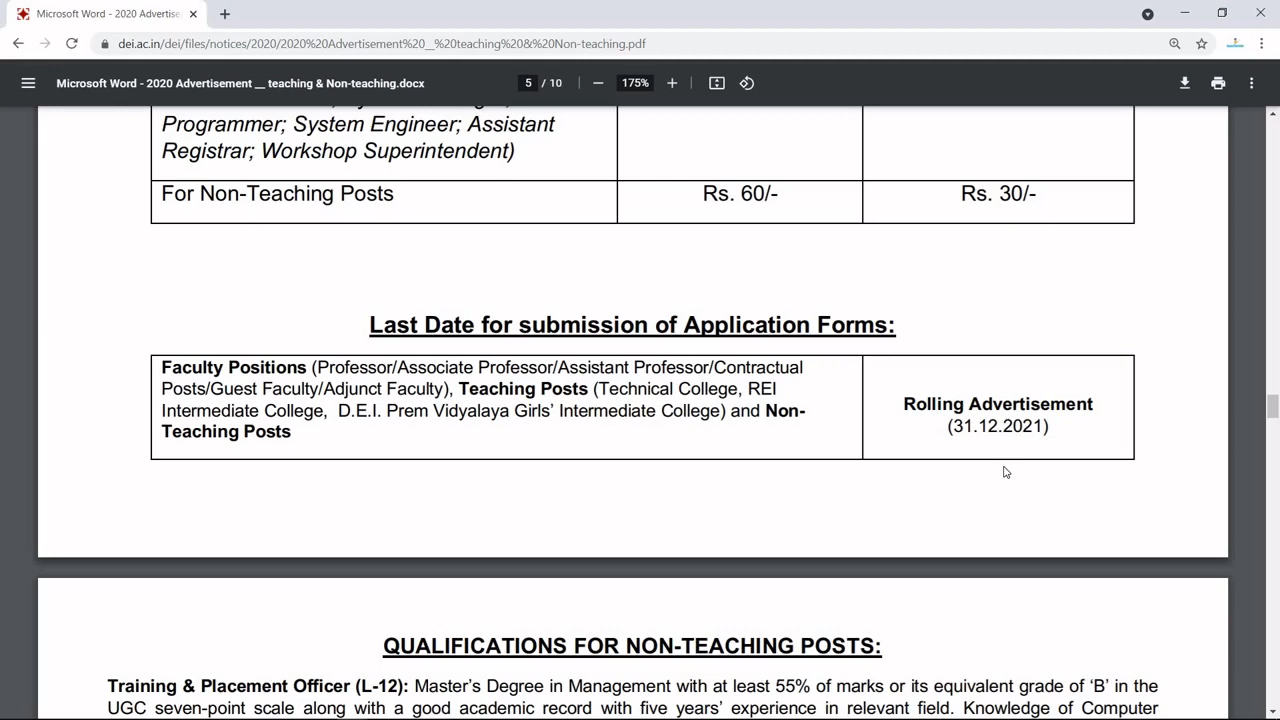 Microsoft Word - 2020 Advertise
dei.ac.in/dei/files/notices/2020/2020%20Advertisement%20__%20teaching%20&%20Non-teaching.pdf
Microsoft Word - 2020 Advertisement __ teaching & Non-teaching.docx
5 / 10
175%
Programmer; System Engineer; Assistant
Registrar; Workshop Superintendent)
For Non-Teaching Posts Rs. 60/- Rs. 30/-
Last Date for submission of Application Forms:
Faculty Positions (Professor/Associate Professor/Assistant Professor/Contractual
Posts/Guest Faculty/Adjunct Faculty), Teaching Posts (Technical College, REI
Intermediate College, D.E.I. Prem Vidyalaya Girls' Intermediate College) and Non-
Teaching Posts
Rolling Advertisement
(31.12.2021)
QUALIFICATIONS FOR NON-TEACHING POSTS:
Training & Placement Officer (L-12): Master's Degree in Management with at least 55% of marks or its equivalent grade of 'B' in the
UGC seven-point scale along with a good academic record with five years' experience in relevant field. Knowledge of Computer